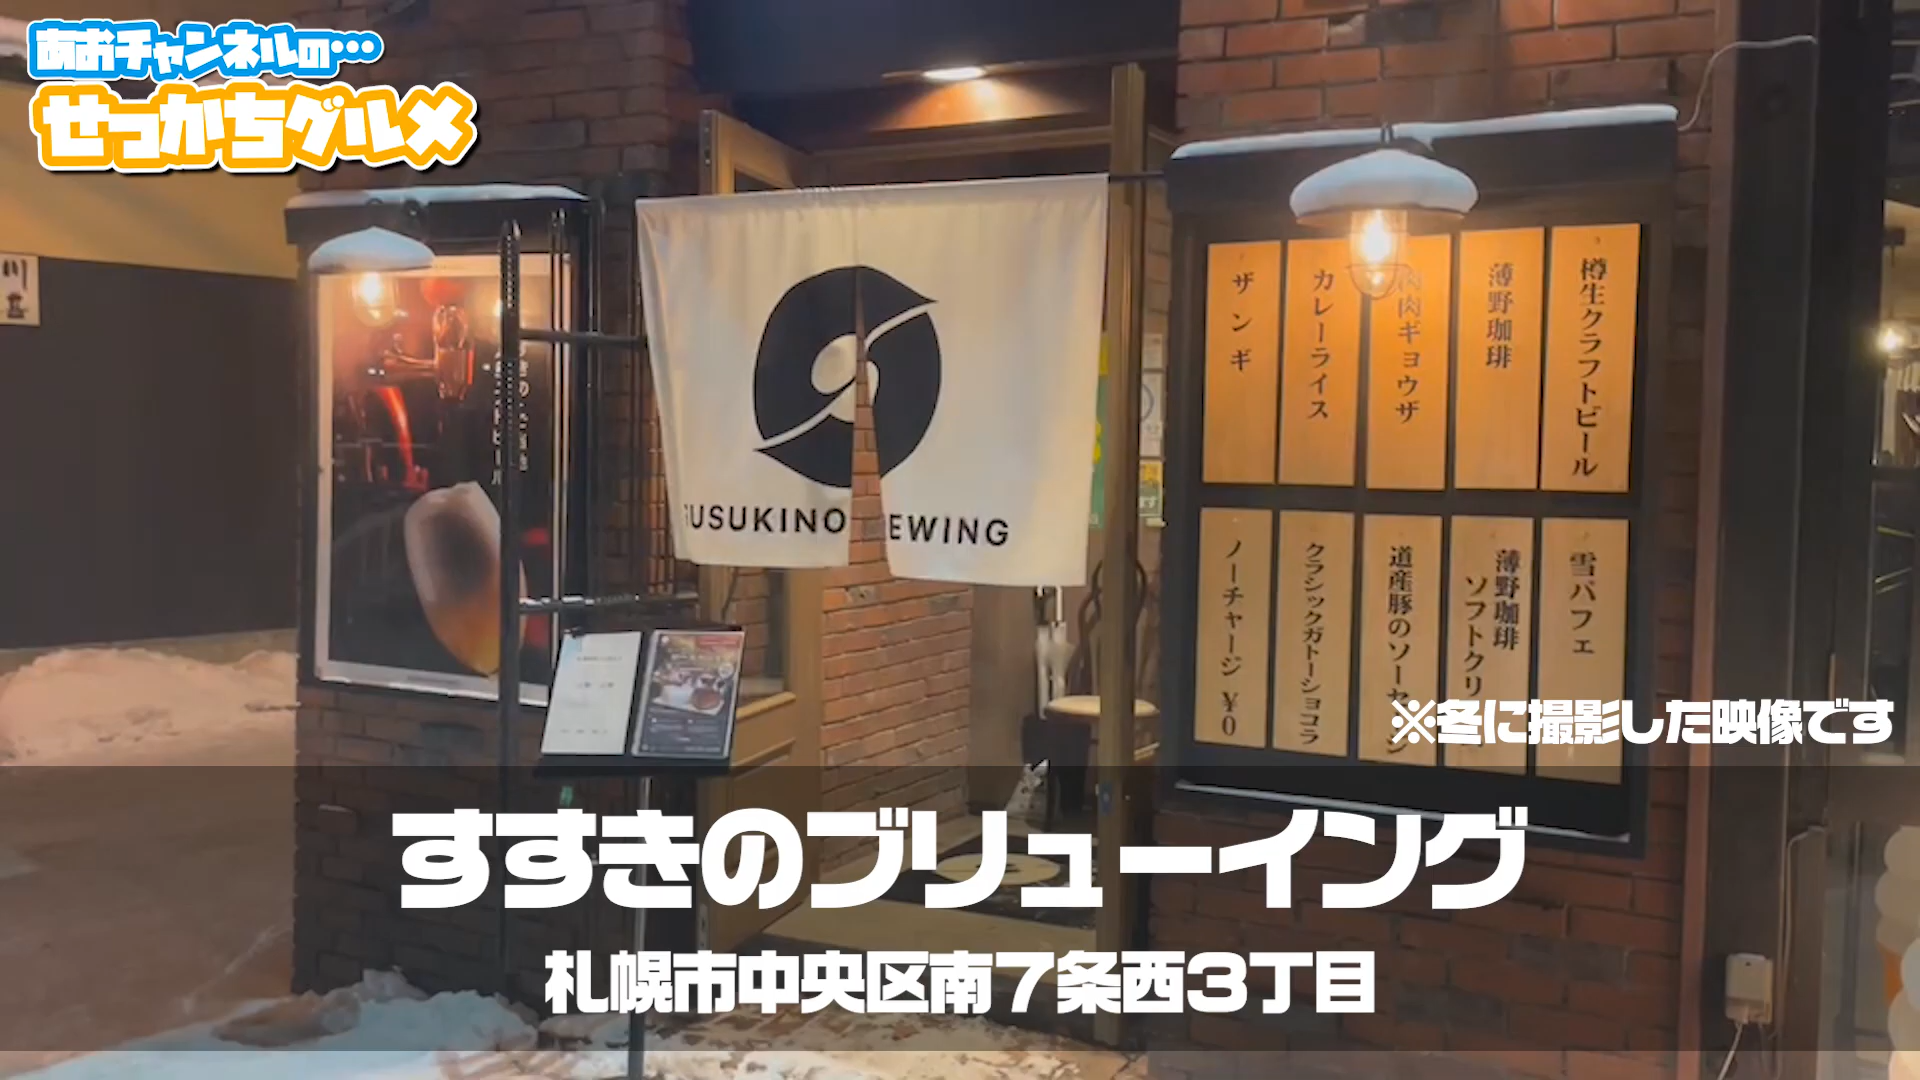 あおチャンネルの…
せっかちグルメ
SUSUKINO
EWING
樽生クラフトビール
薄野珈琲
肉肉ギョウザ
カレーライス
ザンギ
雪パフェ
薄野珈琲
ソフトクリ
道産豚のソーセ
クラシックガトーショコラ
ノーチャージ ¥0
※冬に撮影した映像です
すすきのブリューイング
札幌市中央区南7条西3丁目